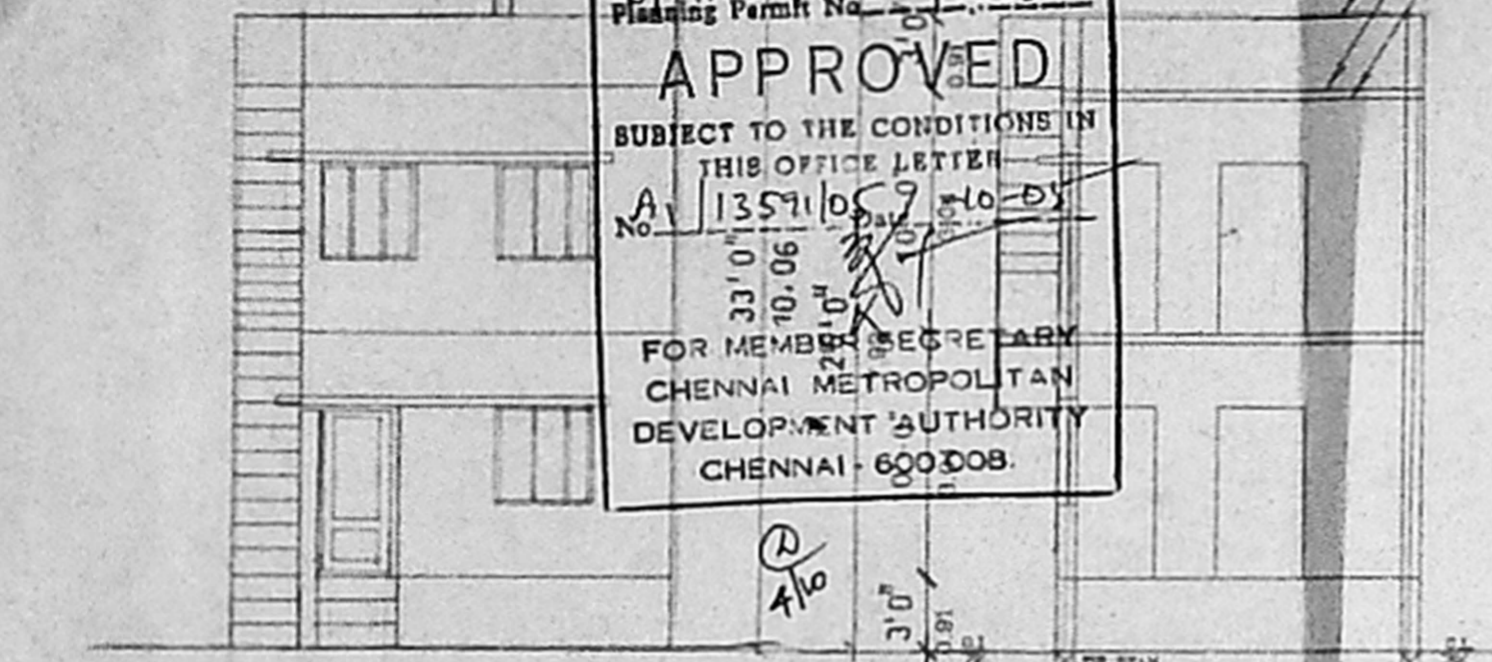 Planning Permit No
APPROVED
SUBJECT TO THE CONDITIONS IN
THIS OFFICE LETTER
No A1/13591/05 Date 9-10-05
33'0"
10.06
FOR MEMBER SECRETARY
CHENNAI METROPOLITAN
DEVELOPMENT AUTHORITY
CHENNAI - 600 008.
4/10
3'0"
0.91